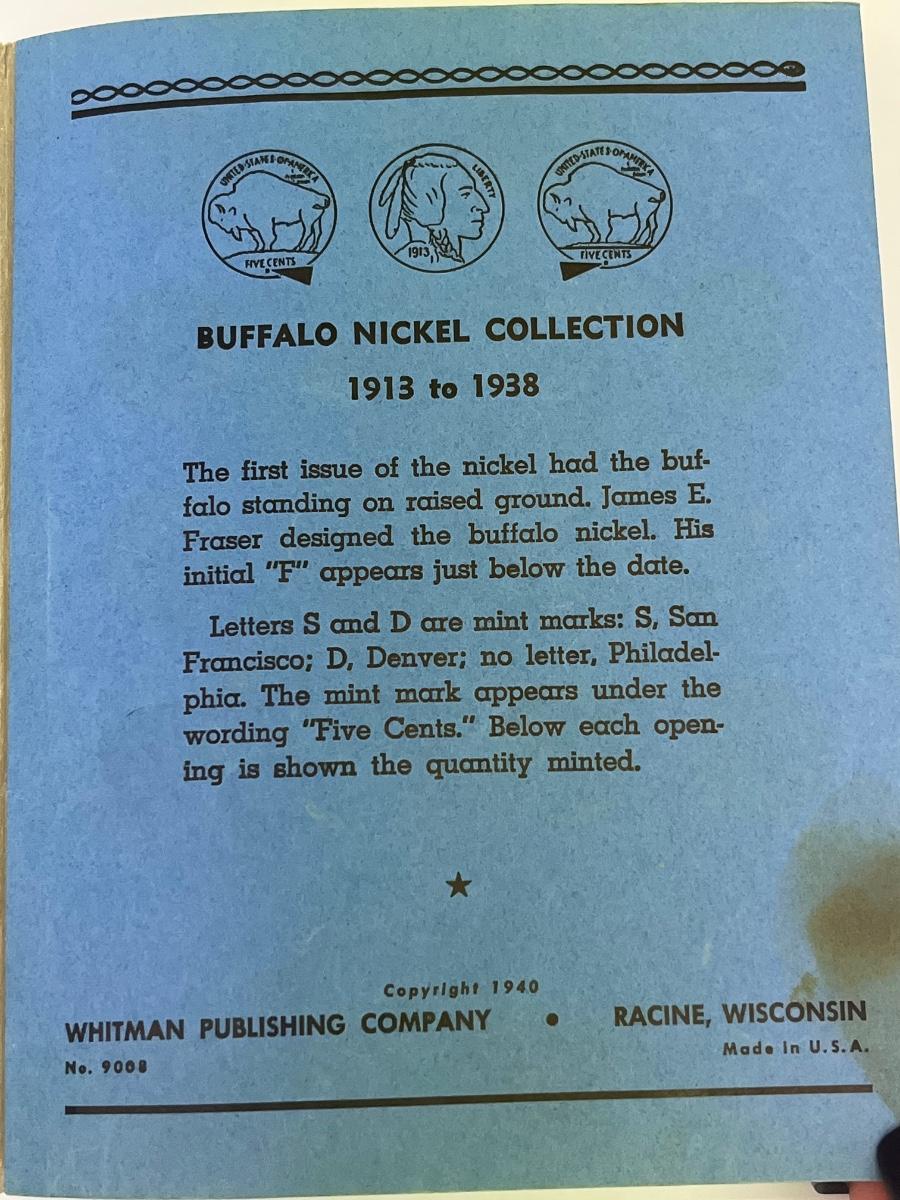 UNITED·STATES·OF·AMERICA
FIVE CENTS
LIBERTY
1913
UNITED·STATES·OF·AMERICA
FIVE CENTS
BUFFALO NICKEL COLLECTION
1913 to 1938
The first issue of the nickel had the buf-
falo standing on raised ground. James E.
Fraser designed the buffalo nickel. His
initial "F" appears just below the date.
Letters S and D are mint marks: S, San
Francisco; D, Denver; no letter, Philadel-
phia. The mint mark appears under the
wording "Five Cents." Below each open-
ing is shown the quantity minted.
Copyright 1940
WHITMAN PUBLISHING COMPANY • RACINE, WISCONSIN
No. 9008
Made in U.S.A.